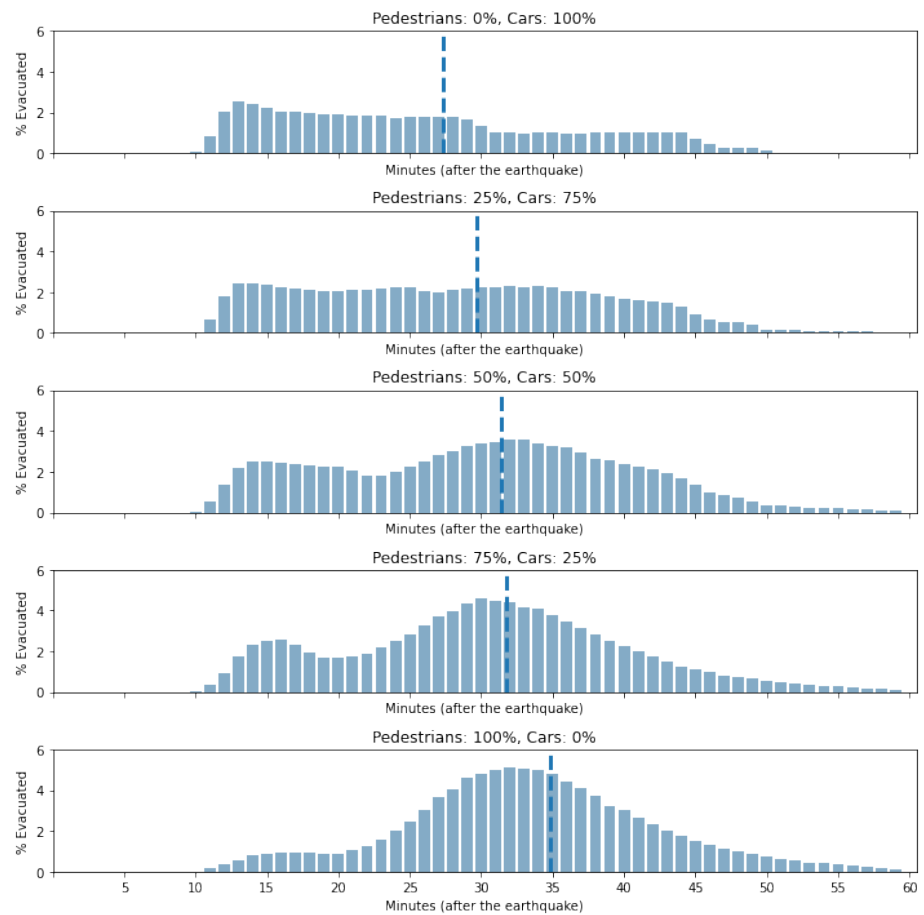 Pedestrians: 0%, Cars: 100%
6
4
2
0
% Evacuated
Minutes (after the earthquake)
Pedestrians: 25%, Cars: 75%
6
4
2
0
% Evacuated
Minutes (after the earthquake)
Pedestrians: 50%, Cars: 50%
6
4
2
0
% Evacuated
Minutes (after the earthquake)
Pedestrians: 75%, Cars: 25%
6
4
2
0
% Evacuated
Minutes (after the earthquake)
Pedestrians: 100%, Cars: 0%
6
4
2
0
% Evacuated
5 10 15 20 25 30 35 40 45 50 55 60
Minutes (after the earthquake)